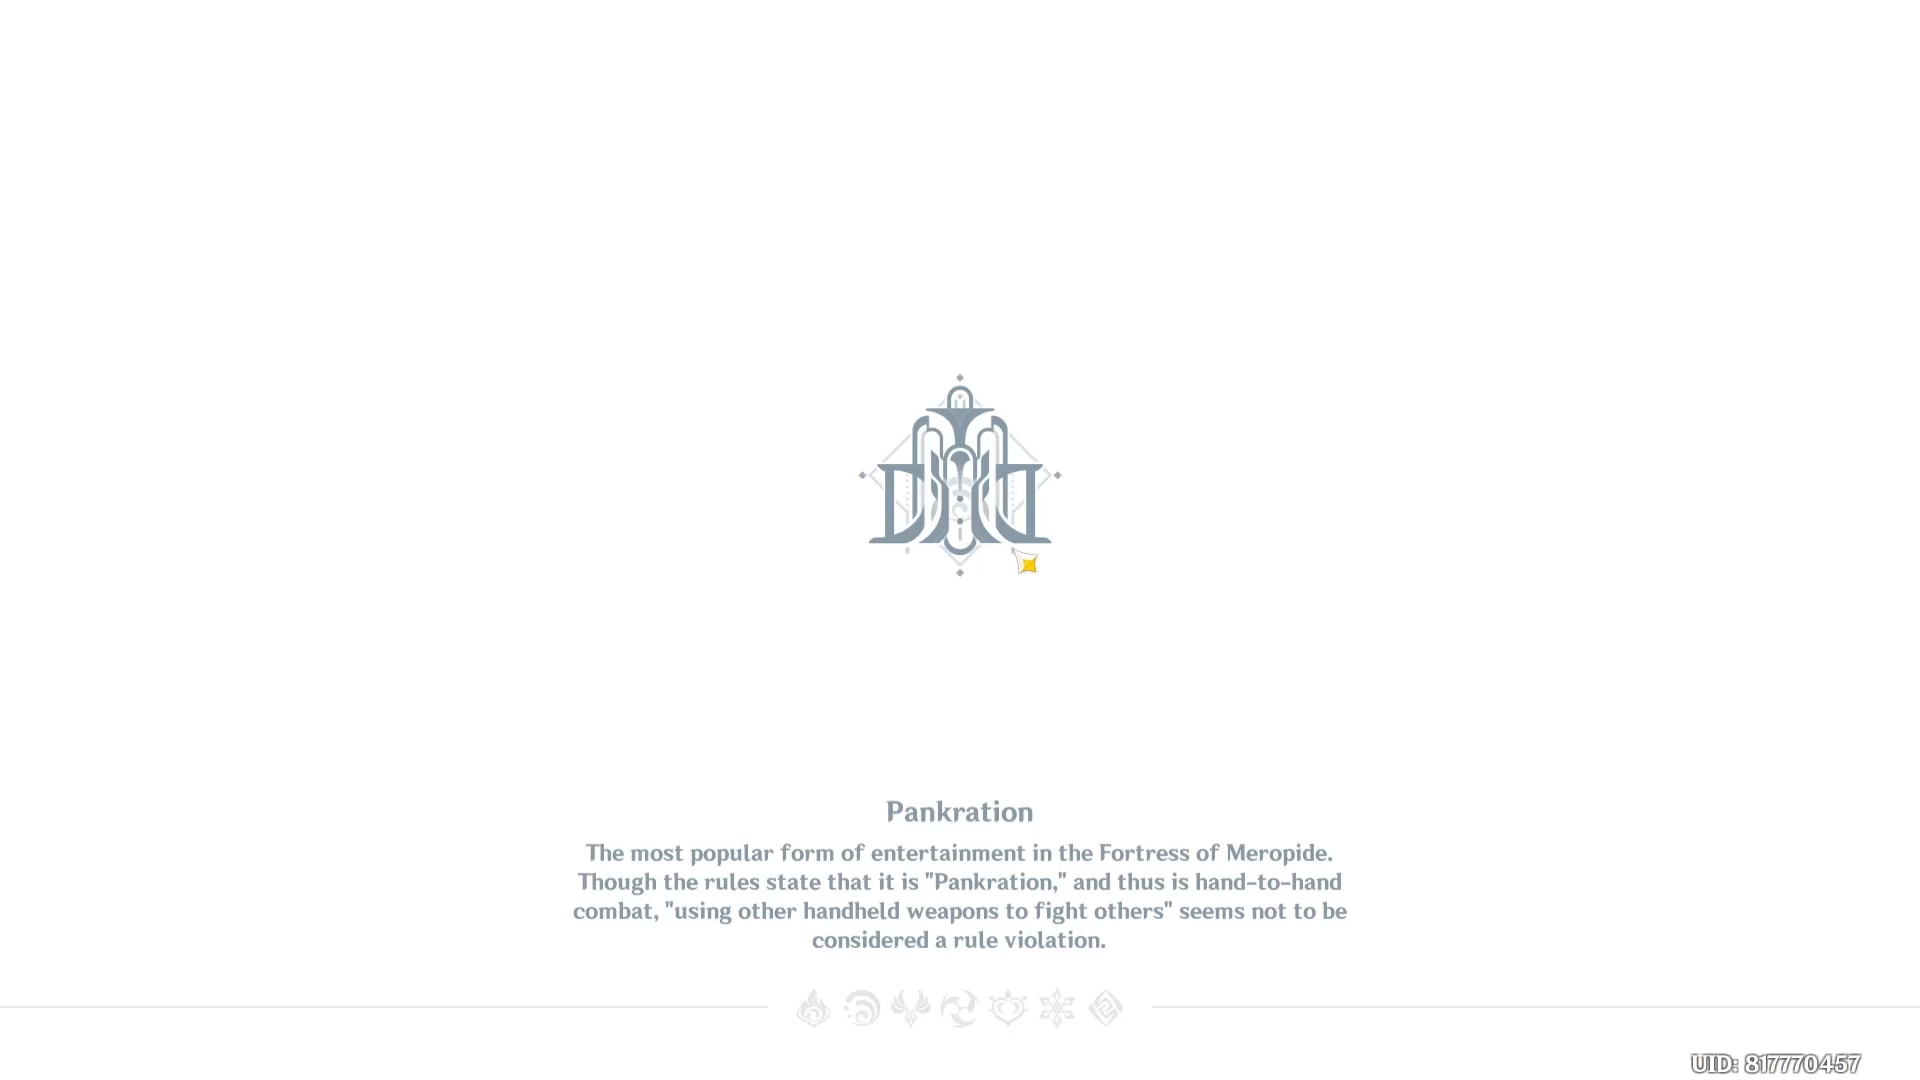 Pankration
The most popular form of entertainment in the Fortress of Meropide.
Though the rules state that it is "Pankration," and thus is hand-to-hand
combat, "using other handheld weapons to fight others" seems not to be
considered a rule violation.
UID: 817770457